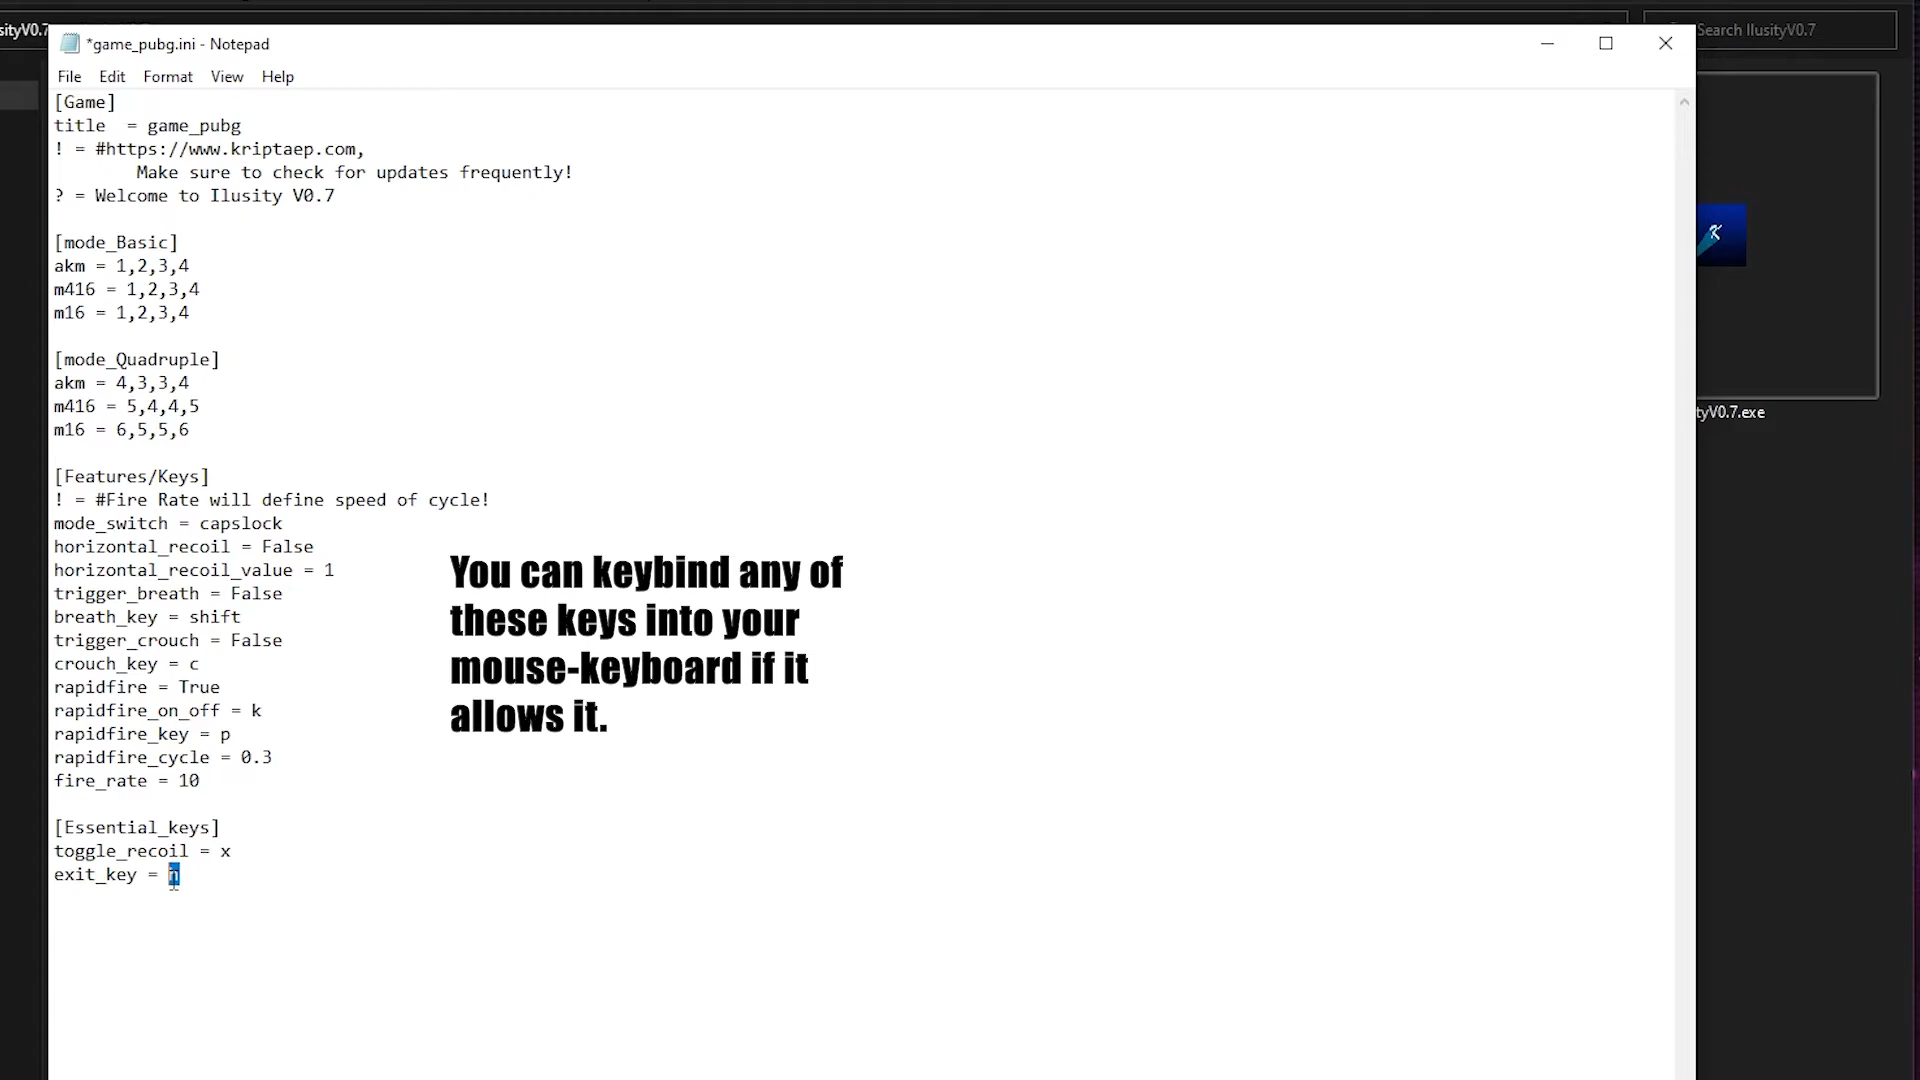 sityV0.7
Search IlusityV0.7
*game_pubg.ini - Notepad
File Edit Format View Help
[Game]
title  = game_pubg
! = #https://www.kriptaep.com,
Make sure to check for updates frequently!
? = Welcome to Ilusity V0.7
[mode_Basic]
akm = 1,2,3,4
m416 = 1,2,3,4
m16 = 1,2,3,4
[mode_Quadruple]
akm = 4,3,3,4
m416 = 5,4,4,5
m16 = 6,5,5,6
tyV0.7.exe
[Features/Keys]
! = #Fire Rate will define speed of cycle!
mode_switch = capslock
horizontal_recoil = False
horizontal_recoil_value = 1
trigger_breath = False
breath_key = shift
trigger_crouch = False
crouch_key = c
rapidfire = True
rapidfire_on_off = k
rapidfire_key = p
rapidfire_cycle = 0.3
fire_rate = 10
You can keybind any of
these keys into your
mouse-keyboard if it
allows it.
[Essential_keys]
toggle_recoil = x
exit_key = n